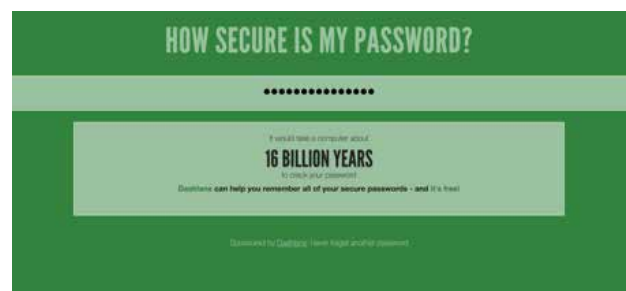 HOW SECURE IS MY PASSWORD?
•••••••••••••••
It would take a computer about
16 BILLION YEARS
to crack your password
Dashlane can help you remember all of your secure passwords - and it's free!
Sponsored by Dashlane: Never forget another password